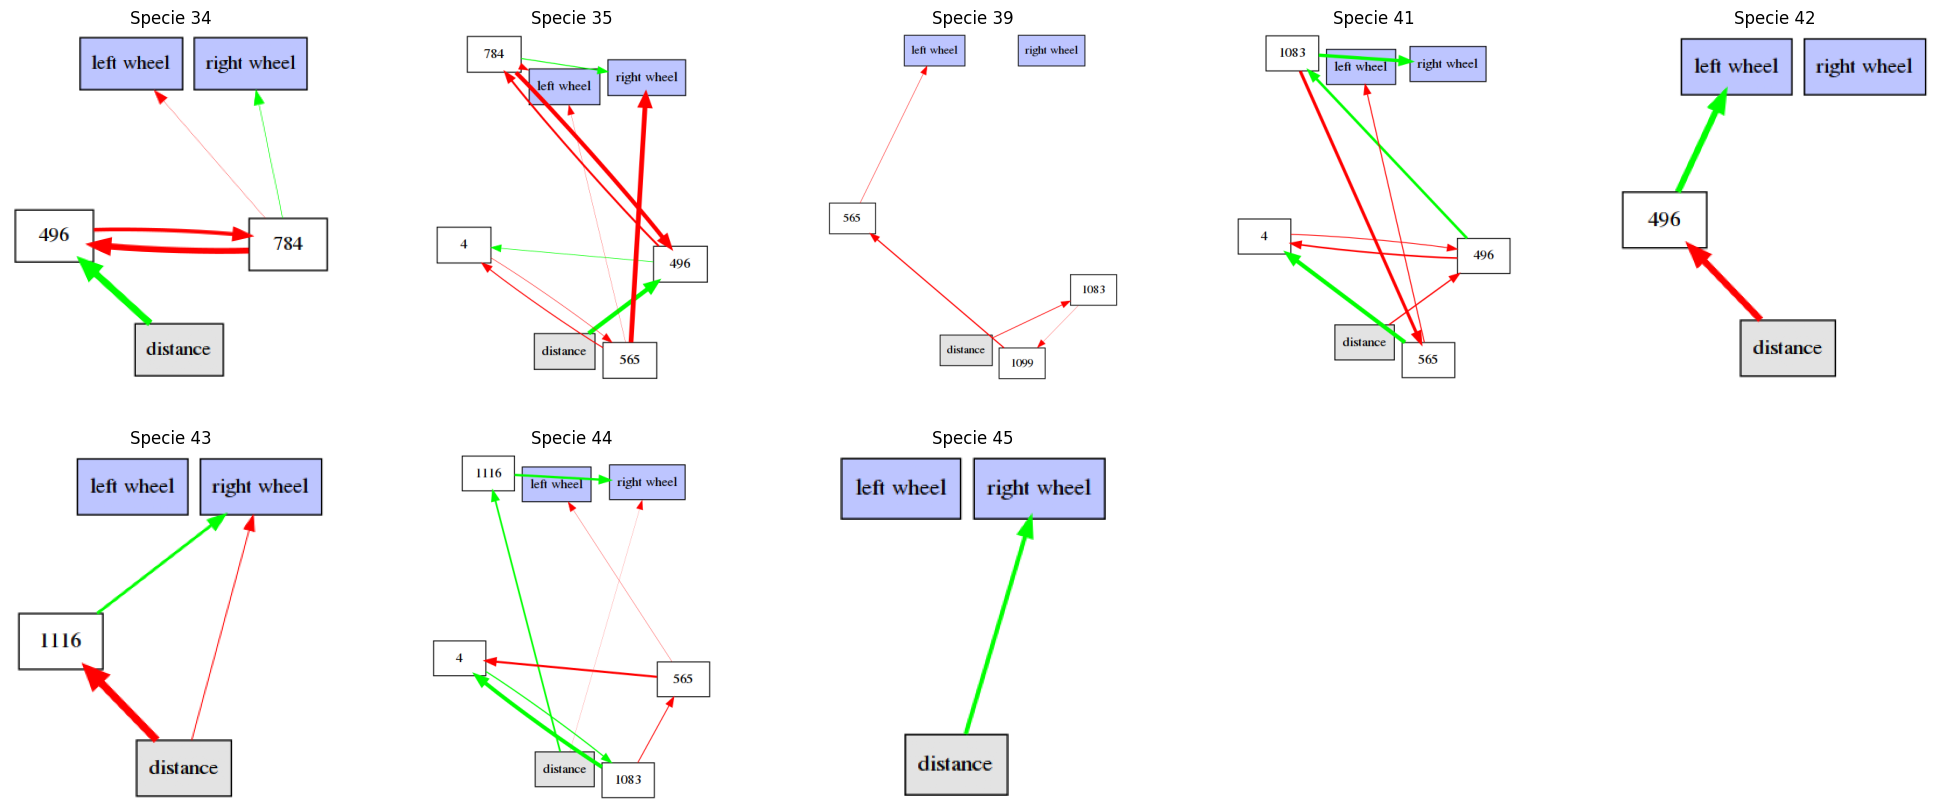 Specie 34
left wheel
right wheel
496
784
distance
Specie 35
784
left wheel
right wheel
4
496
distance
565
Specie 39
left wheel
right wheel
565
1083
distance
1099
Specie 41
1083
left wheel
right wheel
4
496
distance
565
Specie 42
left wheel
right wheel
496
distance
Specie 43
left wheel
right wheel
1116
distance
Specie 44
1116
left wheel
right wheel
4
565
distance
1083
Specie 45
left wheel
right wheel
distance